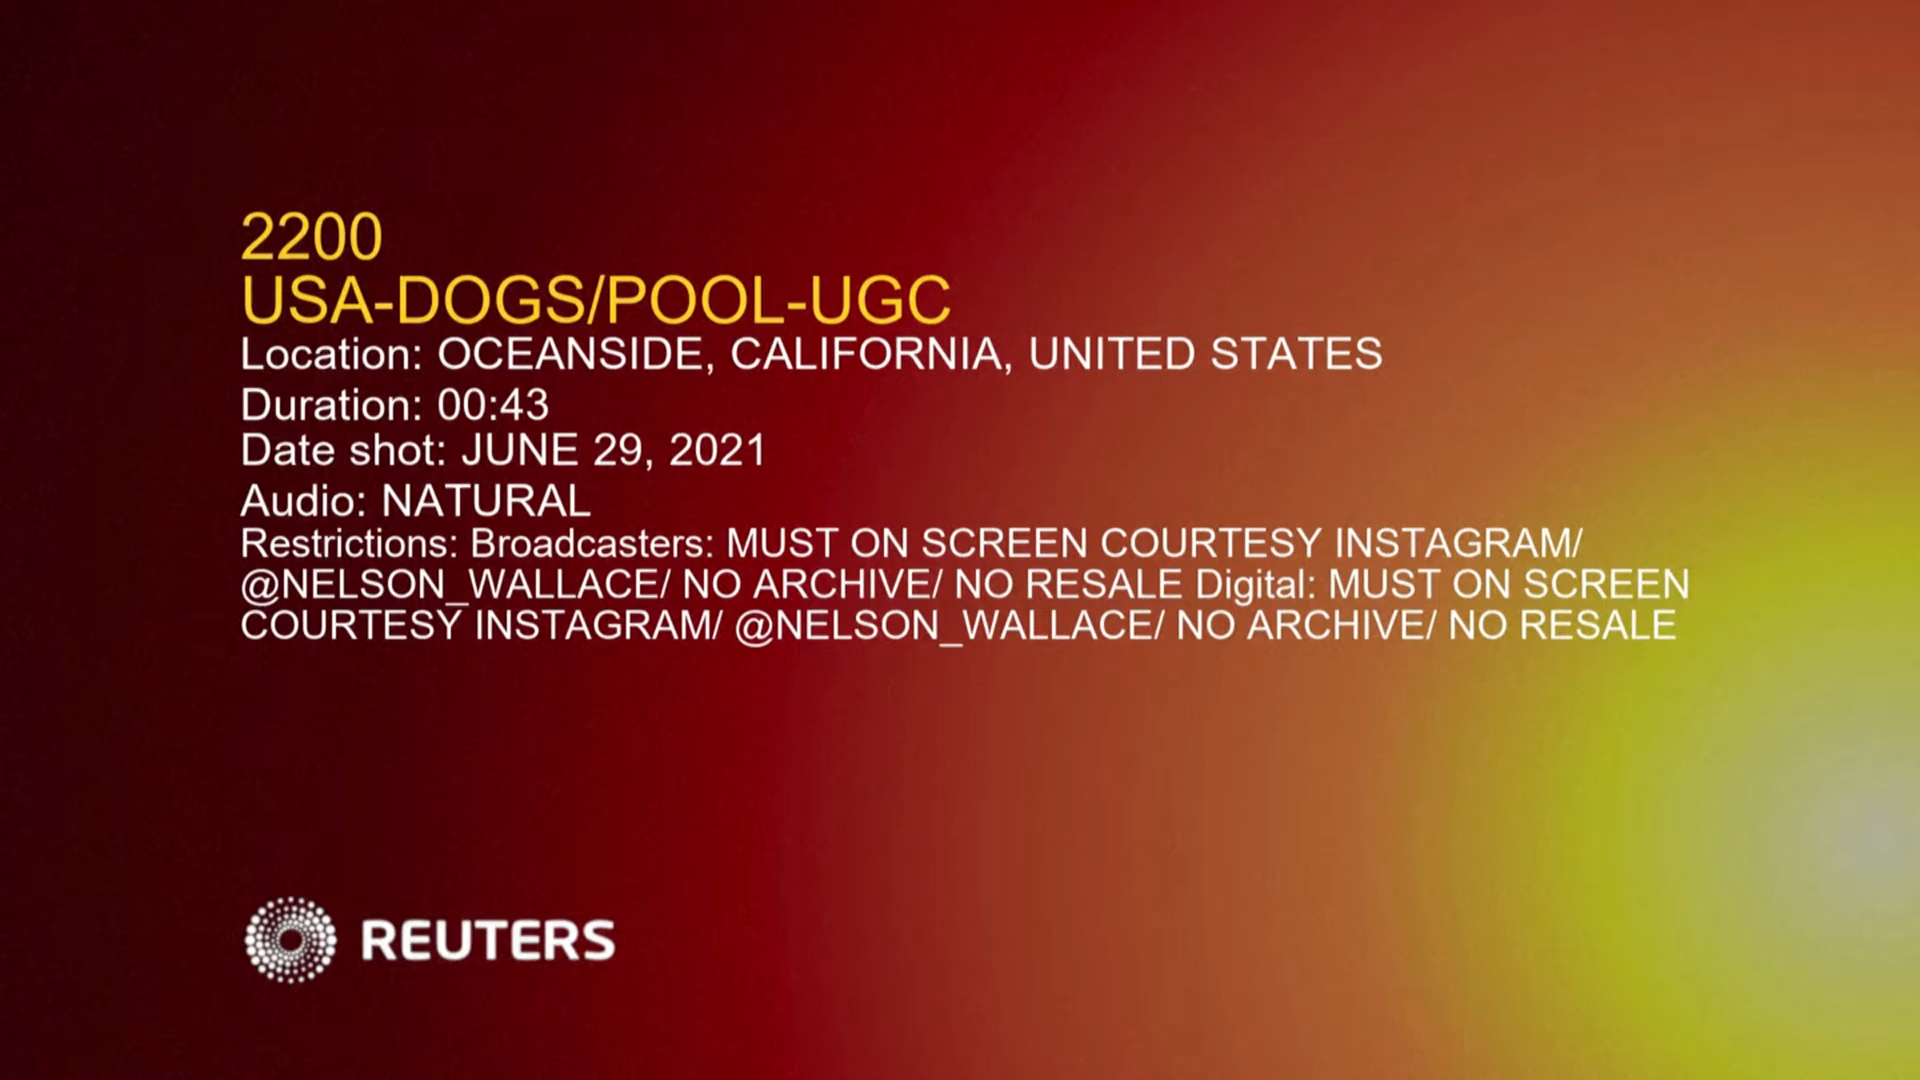 2200
USA-DOGS/POOL-UGC
Location: OCEANSIDE, CALIFORNIA, UNITED STATES
Duration: 00:43
Date shot: JUNE 29, 2021
Audio: NATURAL
Restrictions: Broadcasters: MUST ON SCREEN COURTESY INSTAGRAM/
@NELSON_WALLACE/ NO ARCHIVE/ NO RESALE Digital: MUST ON SCREEN
COURTESY INSTAGRAM/ @NELSON_WALLACE/ NO ARCHIVE/ NO RESALE
REUTERS